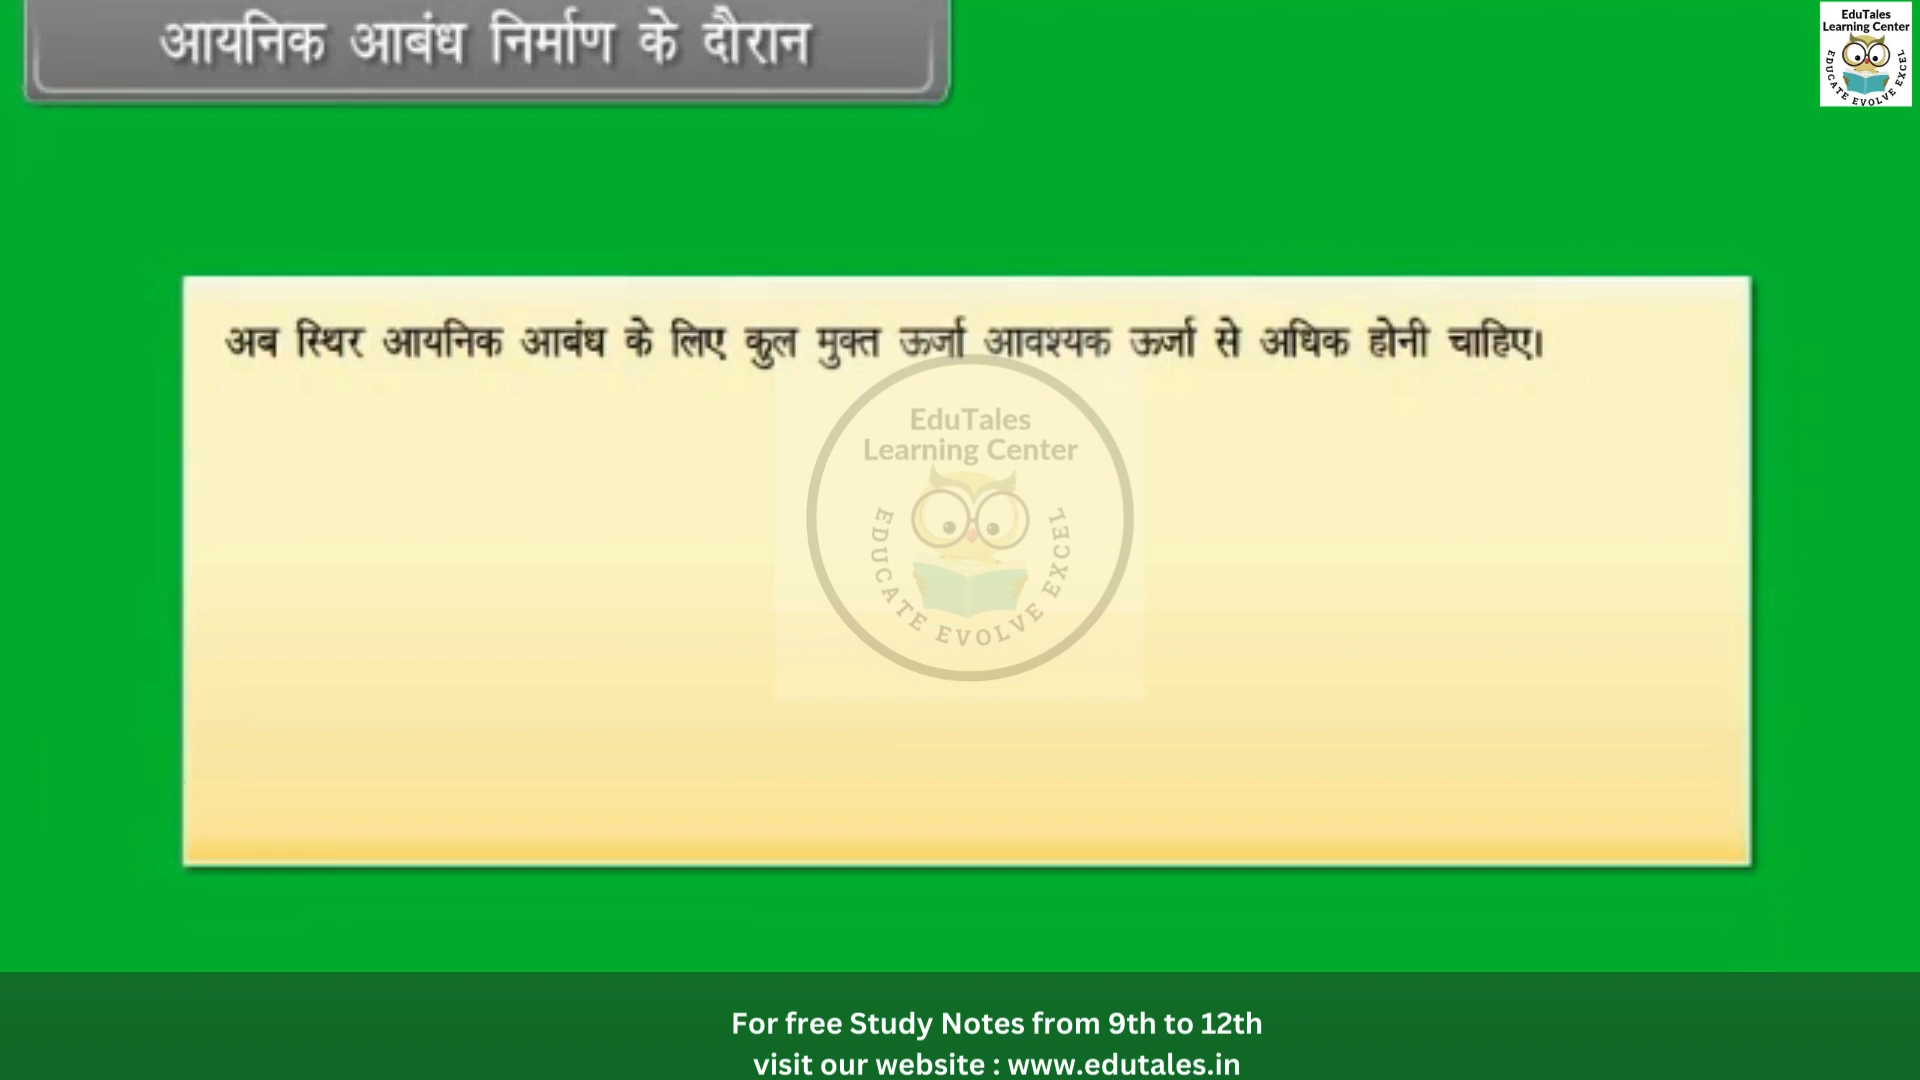 आयनिक आबंध निर्माण के दौरान
EduTales
Learning Center
EDUCATE EVOLVE EXCEL
अब स्थिर आयनिक आबंध के लिए कुल मुक्त ऊर्जा आवश्यक ऊर्जा से अधिक होनी चाहिए।
EduTales
Learning Center
EDUCATE EVOLVE EXCEL
For free Study Notes from 9th to 12th
visit our website : www.edutales.in